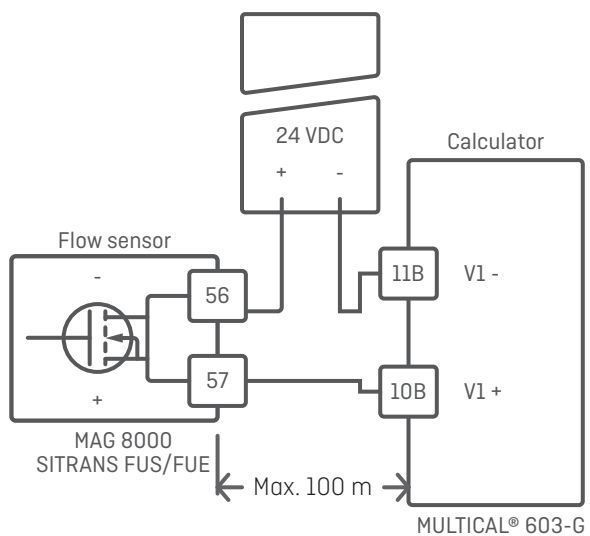 24 VDC
+ -
Calculator
Flow sensor
-
56
11B V1 -
57
10B V1 +
+
MAG 8000
SITRANS FUS/FUE
Max. 100 m
MULTICAL® 603-G